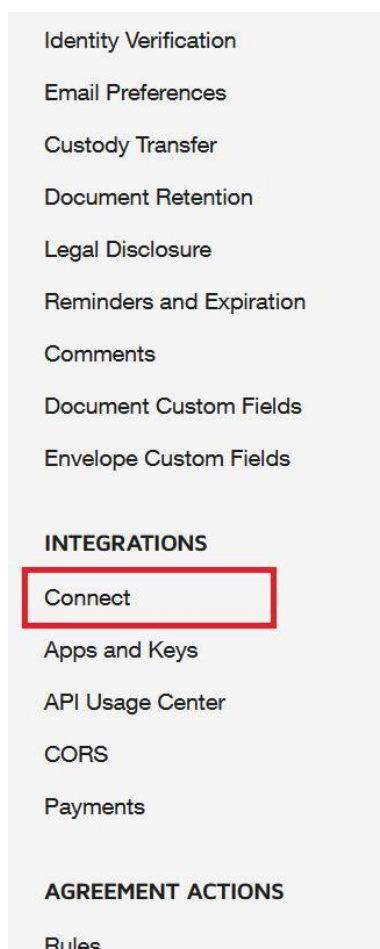 Identity Verification
Email Preferences
Custody Transfer
Document Retention
Legal Disclosure
Reminders and Expiration
Comments
Document Custom Fields
Envelope Custom Fields
INTEGRATIONS
Connect
Apps and Keys
API Usage Center
CORS
Payments
AGREEMENT ACTIONS
Rules